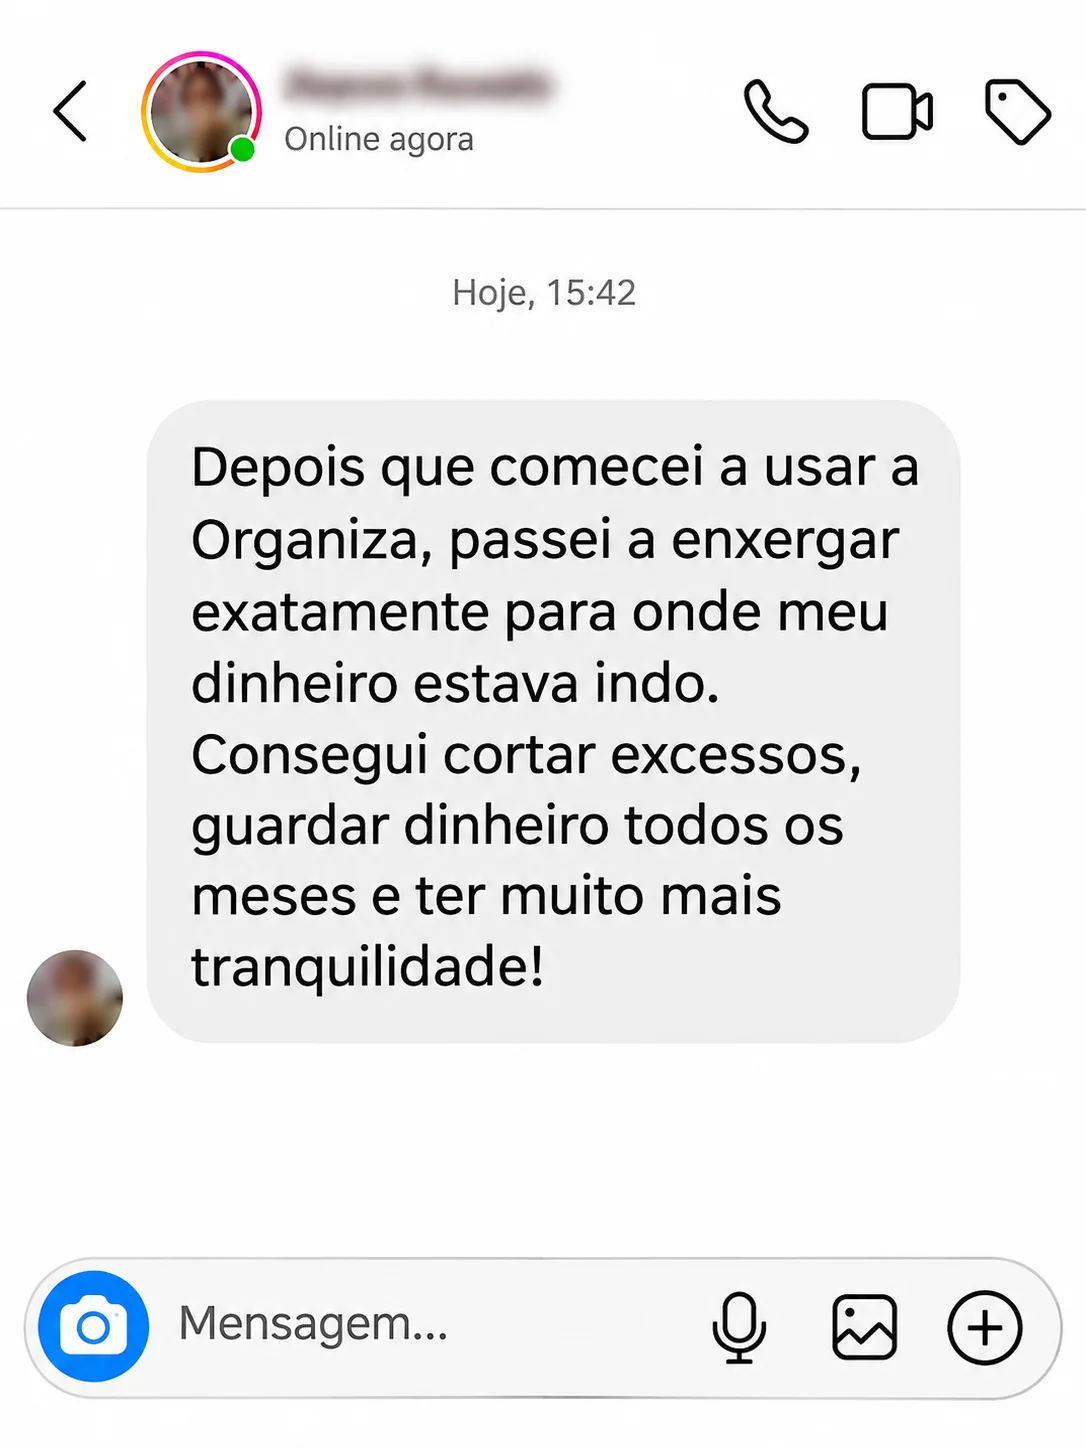 Online agora
Hoje, 15:42
Depois que comecei a usar a
Organiza, passei a enxergar
exatamente para onde meu
dinheiro estava indo.
Consegui cortar excessos,
guardar dinheiro todos os
meses e ter muito mais
tranquilidade!
Mensagem...